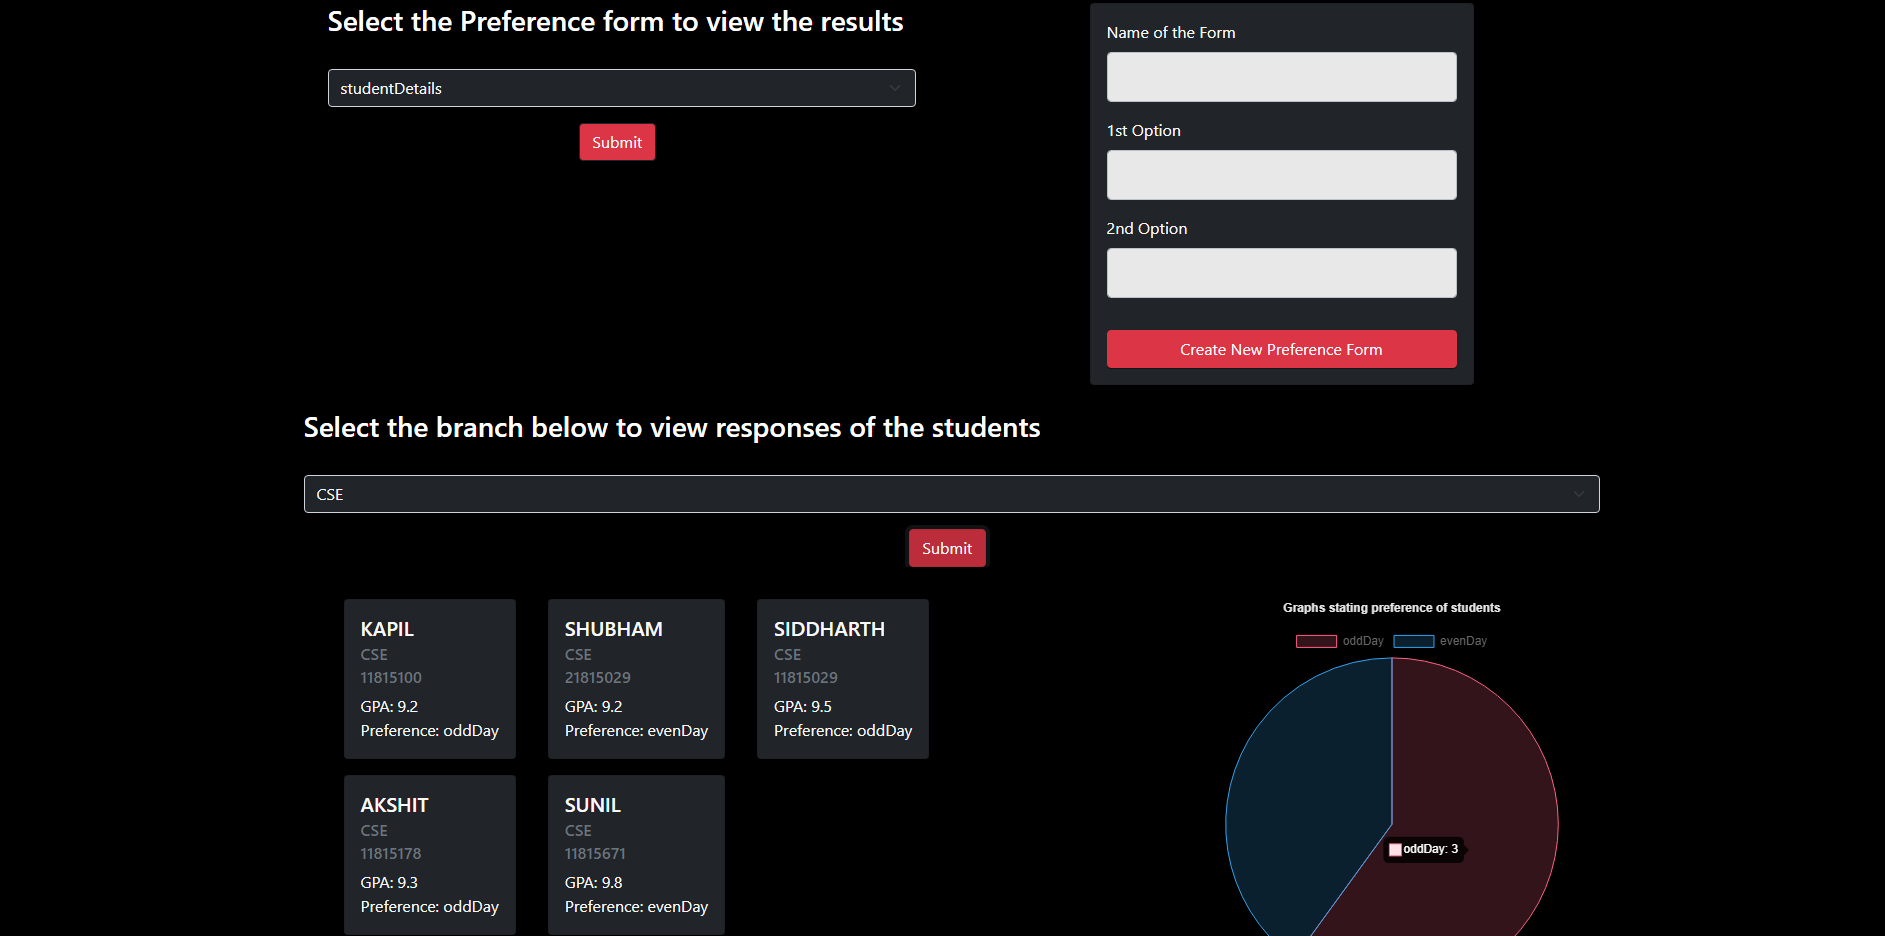 Select the Preference form to view the results
studentDetails
Submit
Name of the Form
1st Option
2nd Option
Create New Preference Form
Select the branch below to view responses of the students
CSE
Submit
KAPIL
CSE
11815100
GPA: 9.2
Preference: oddDay
SHUBHAM
CSE
21815029
GPA: 9.2
Preference: evenDay
SIDDHARTH
CSE
11815029
GPA: 9.5
Preference: oddDay
AKSHIT
CSE
11815178
GPA: 9.3
Preference: oddDay
SUNIL
CSE
11815671
GPA: 9.8
Preference: evenDay
Graphs stating preference of students
oddDay evenDay
oddDay: 3